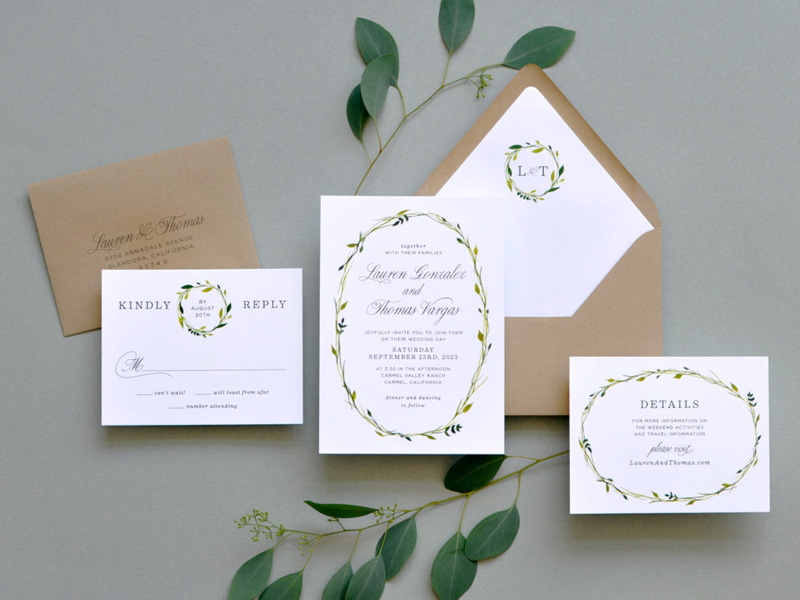 Lauren & Thomas
8204 ANNADALE AVENUE
GLENDORA, CALIFORNIA
91740
KINDLY
BY
AUGUST
20TH
REPLY
M
can't wait!
will toast from afar
number attending
together
WITH THEIR FAMILIES
Lauren Gonzalez
and
Thomas Vargas
JOYFULLY INVITE YOU TO JOIN THEM
ON THEIR WEDDING DAY
SATURDAY
SEPTEMBER 23RD, 2023
AT 3:30 IN THE AFTERNOON
CARMEL VALLEY RANCH
CARMEL, CALIFORNIA
dinner and dancing
to follow
L & T
DETAILS
FOR MORE INFORMATION ON
THE WEEKEND ACTIVITIES
AND TRAVEL INFORMATION
please visit
LaurenAndThomas.com